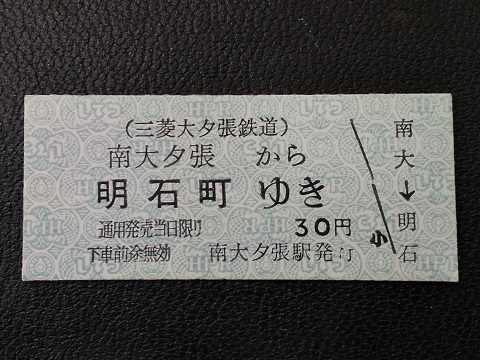 (三菱大夕張鉄道)
南大夕張 から
明石町 ゆき
通用発売当日限り 30円
下車前途無効 南大夕張駅発行
小
南大→明石